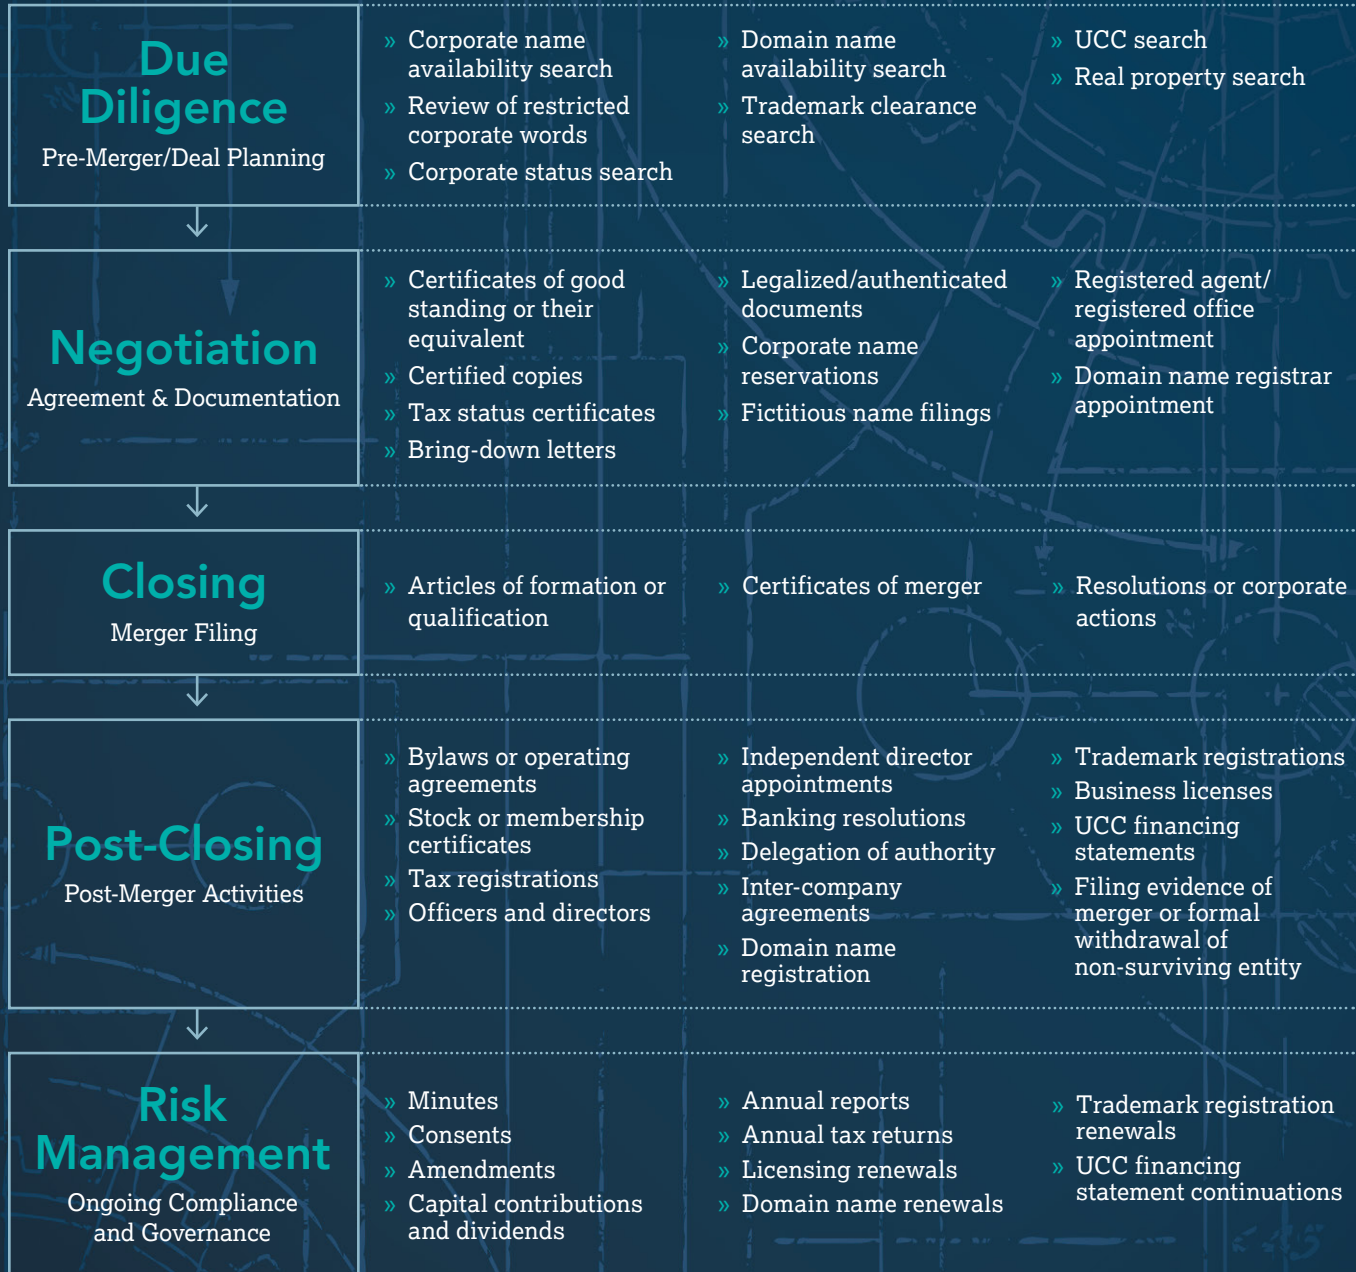 Due
Diligence
Pre-Merger/Deal Planning
» Corporate name
availability search
» Review of restricted
corporate words
» Corporate status search
» Domain name
availability search
» Trademark clearance
search
» UCC search
» Real property search
Negotiation
Agreement & Documentation
» Certificates of good
standing or their
equivalent
» Certified copies
» Tax status certificates
» Bring-down letters
» Legalized/authenticated
documents
» Corporate name
reservations
» Fictitious name filings
» Registered agent/
registered office
appointment
» Domain name registrar
appointment
Closing
Merger Filing
» Articles of formation or
qualification
» Certificates of merger
» Resolutions or corporate
actions
Post-Closing
Post-Merger Activities
» Bylaws or operating
agreements
» Stock or membership
certificates
» Tax registrations
» Officers and directors
» Independent director
appointments
» Banking resolutions
» Delegation of authority
» Inter-company
agreements
» Domain name
registration
» Trademark registrations
» Business licenses
» UCC financing
statements
» Filing evidence of
merger or formal
withdrawal of
non-surviving entity
Risk
Management
Ongoing Compliance
and Governance
» Minutes
» Consents
» Amendments
» Capital contributions
and dividends
» Annual reports
» Annual tax returns
» Licensing renewals
» Domain name renewals
» Trademark registration
renewals
» UCC financing
statement continuations